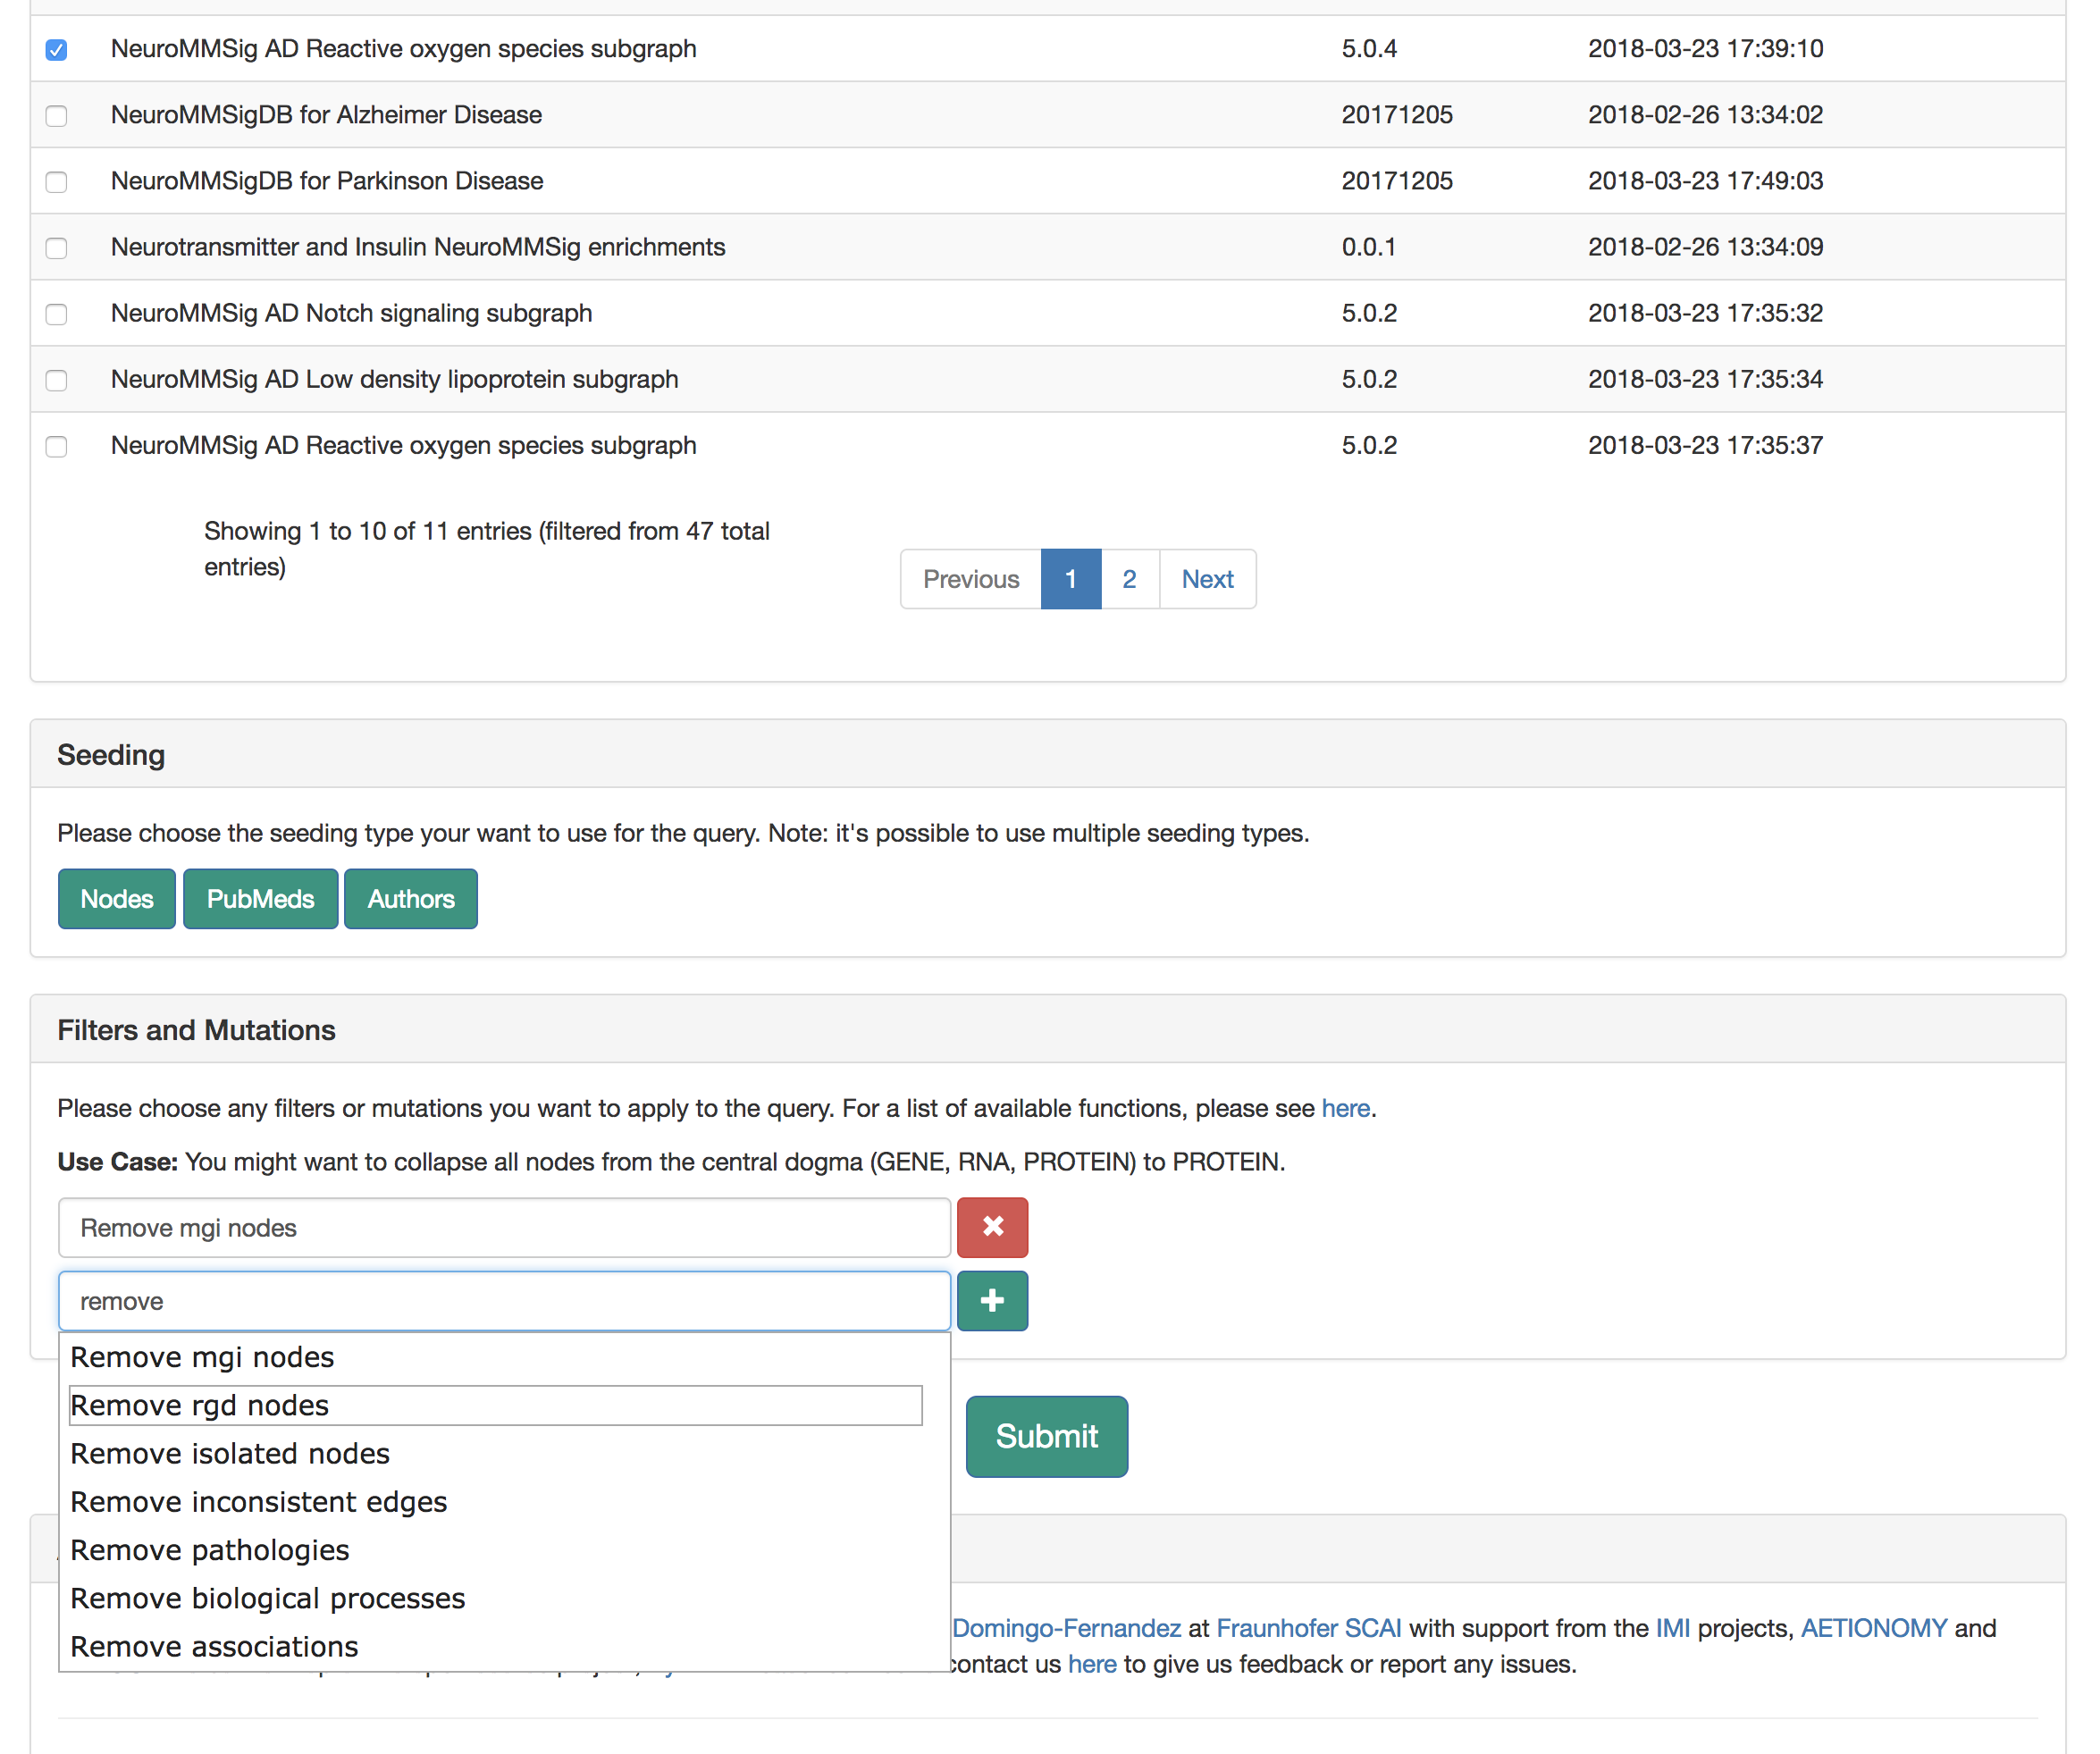 NeuroMMSig AD Reactive oxygen species subgraph 5.0.4 2018-03-23 17:39:10
NeuroMMSigDB for Alzheimer Disease 20171205 2018-02-26 13:34:02
NeuroMMSigDB for Parkinson Disease 20171205 2018-03-23 17:49:03
Neurotransmitter and Insulin NeuroMMSig enrichments 0.0.1 2018-02-26 13:34:09
NeuroMMSig AD Notch signaling subgraph 5.0.2 2018-03-23 17:35:32
NeuroMMSig AD Low density lipoprotein subgraph 5.0.2 2018-03-23 17:35:34
NeuroMMSig AD Reactive oxygen species subgraph 5.0.2 2018-03-23 17:35:37
Showing 1 to 10 of 11 entries (filtered from 47 total
entries)
Previous 1 2 Next
Seeding
Please choose the seeding type your want to use for the query. Note: it's possible to use multiple seeding types.
Nodes PubMeds Authors
Filters and Mutations
Please choose any filters or mutations you want to apply to the query. For a list of available functions, please see here.
Use Case: You might want to collapse all nodes from the central dogma (GENE, RNA, PROTEIN) to PROTEIN.
Remove mgi nodes
remove
Remove mgi nodes
Remove rgd nodes
Submit
Remove isolated nodes
Remove inconsistent edges
Remove pathologies
Remove biological processes
Remove associations
Domingo-Fernandez at Fraunhofer SCAI with support from the IMI projects, AETIONOMY and
contact us here to give us feedback or report any issues.